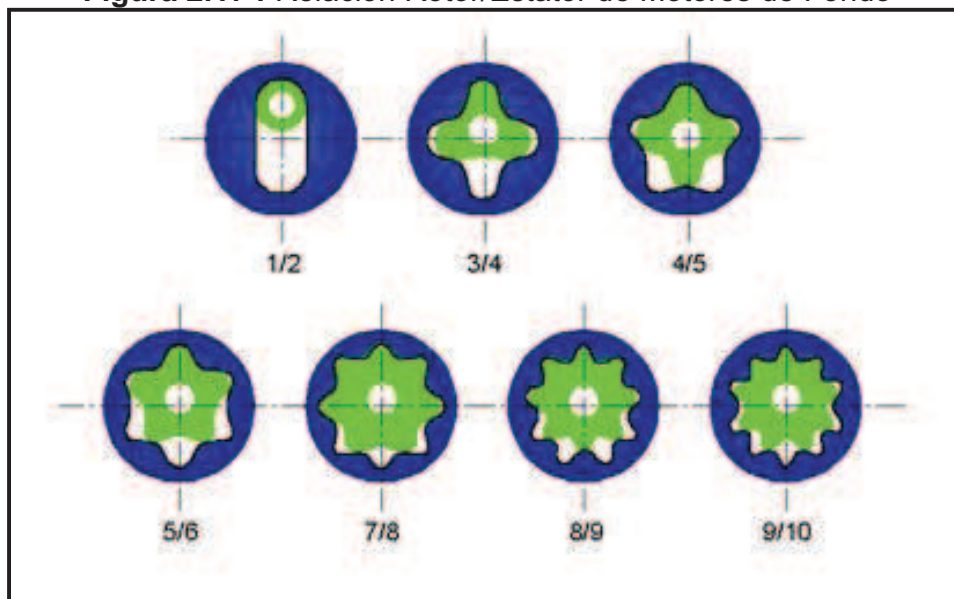 Relación Rotor/Estator de Motores de Fondo
1/2 3/4 4/5
5/6 7/8 8/9 9/10